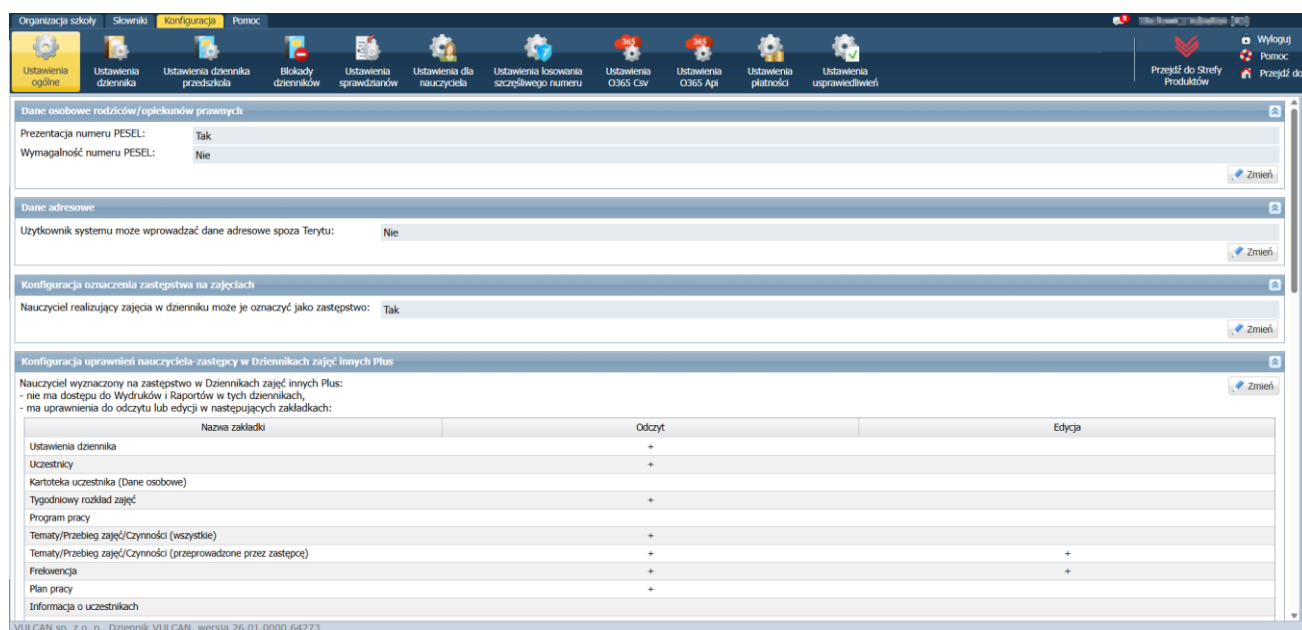 Organizacja szkoły Słowniki Konfiguracja Pomoc
Ustawienia ogólne
Ustawienia dziennika
Ustawienia dziennika przedszkola
Blokady dzienników
Ustawienia sprawdzianów
Ustawienia dla nauczyciela
Ustawienia losowania szczęśliwego numeru
365
Ustawienia O365 Csv
365
Ustawienia O365 Api
Ustawienia płatności
Ustawienia usprawiedliwień
Przejdź do Strefy Produktów
Wyloguj
Pomoc
Przejdź do
Dane osobowe rodziców/opiekunów prawnych
Prezentacja numeru PESEL: Tak
Wymagalność numeru PESEL: Nie
Zmień
Dane adresowe
Użytkownik systemu może wprowadzać dane adresowe spoza Terytu: Nie
Zmień
Konfiguracja oznaczenia zastępstwa na zajęciach
Nauczyciel realizujący zajęcia w dzienniku może je oznaczyć jako zastępstwo: Tak
Zmień
Konfiguracja uprawnień nauczyciela-zastępcy w Dziennikach zajęć innych Plus
Nauczyciel wyznaczony na zastępstwo w Dziennikach zajęć innych Plus:
- nie ma dostępu do Wydruków i Raportów w tych dziennikach,
- ma uprawnienia do odczytu lub edycji w następujących zakładkach:
Zmień
Nazwa zakładki Odczyt Edycja
Ustawienia dziennika +
Uczestnicy +
Kartoteka uczestnika (Dane osobowe)
Tygodniowy rozkład zajęć +
Program pracy
Tematy/Przebieg zajęć/Czynności (wszystkie) +
Tematy/Przebieg zajęć/Czynności (przeprowadzone przez zastępcę) + +
Frekwencja + +
Plan pracy +
Informacja o uczestnikach
VULCAN sp. z o. o., Dziennik VULCAN, wersja 26.01.0000.64273